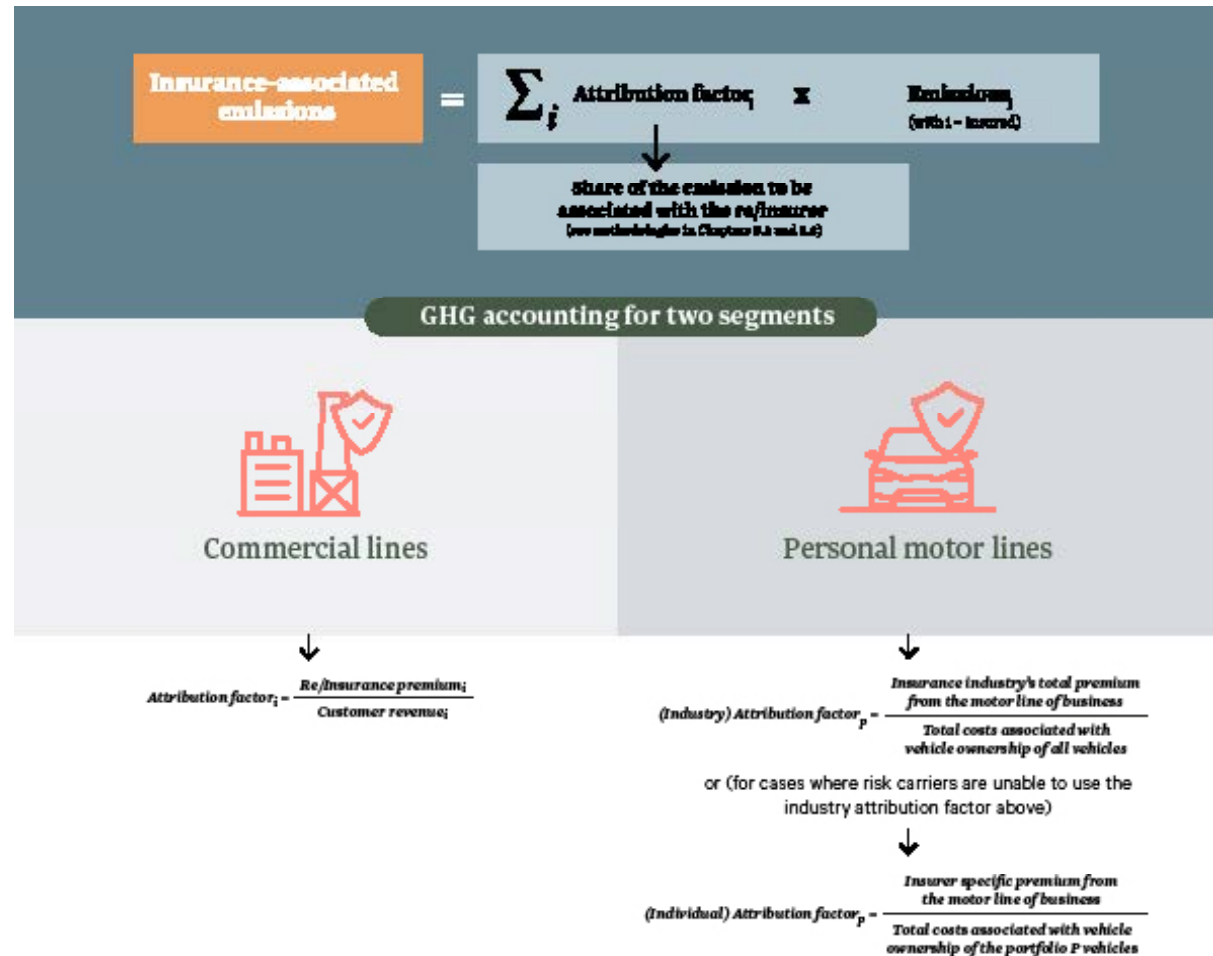 Insurance-associated
emissions
=
∑i Attribution factori x Emissionsi
(with i = insured)
Share of the emission to be
associated with the re/insurer
(see methodologies in Chapters
GHG accounting for two segments
Commercial lines
Personal motor lines
Attribution factori = Re/Insurance premiumi
Customer revenuei
Insurance industry's total premium
from the motor line of business
(Industry) Attribution factorp =
Total costs associated with
vehicle ownership of all vehicles
or (for cases where risk carriers are unable to use the
industry attribution factor above)
Insurer specific premium from
the motor line of business
(Individual) Attribution factorp =
Total costs associated with vehicle
ownership of the portfolio P vehicles